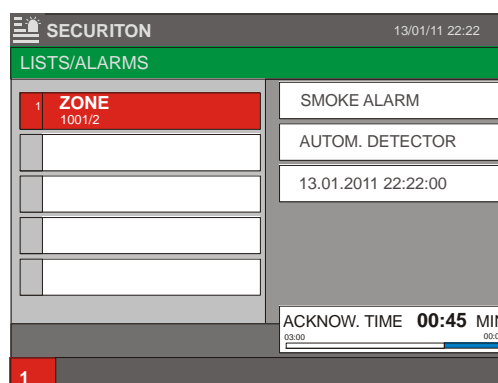 SECURITON
13/01/11 22:22
LISTS/ALARMS
1 ZONE
1001/2
SMOKE ALARM
AUTOM. DETECTOR
13.01.2011 22:22:00
ACKNOW. TIME 00:45
03:00
1